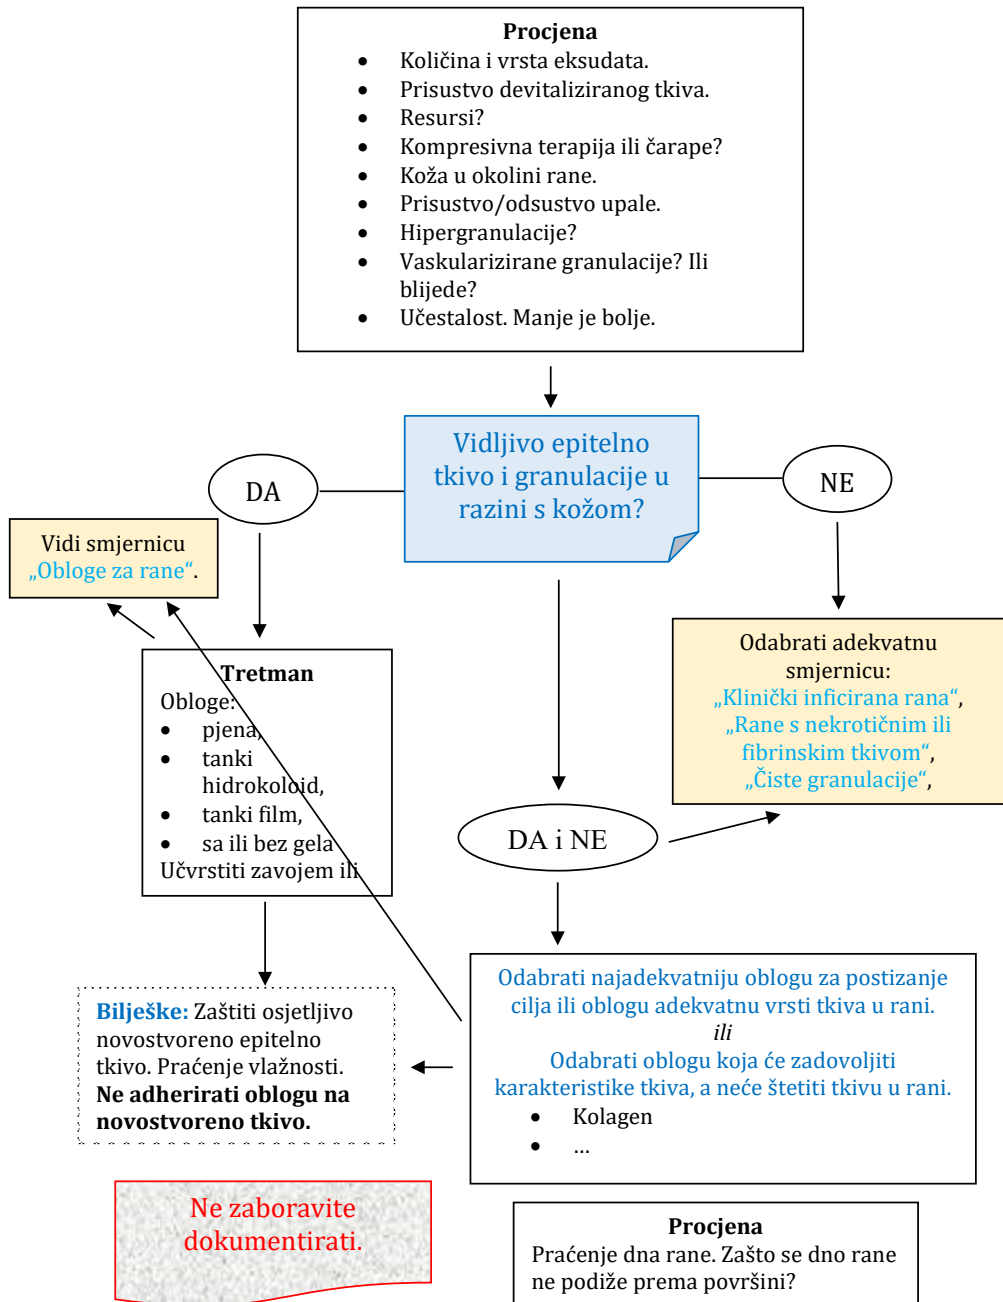 Procjena
• Količina i vrsta eksudata.
• Prisustvo devitaliziranog tkiva.
• Resursi?
• Kompresivna terapija ili čarape?
• Koža u okolini rane.
• Prisustvo/odsustvo upale.
• Hipergranulacije?
• Vaskularizirane granulacije? Ili
blijede?
• Učestalost. Manje je bolje.
Vidljivo epitelno
tkivo i granulacije u
razini s kožom?
DA
NE
Vidi smjernicu
„Obloge za rane“.
Tretman
Obloge:
• pjena,
• tanki
hidrokoloid,
• tanki film,
• sa ili bez gela
Učvrstiti zavojem ili
Odabrati adekvatnu
smjernicu:
„Klinički inficirana rana“,
„Rane s nekrotičnim ili
fibrinskim tkivom“,
„Čiste granulacije“,
DA i NE
Bilješke: Zaštiti osjetljivo
novostvoreno epitelno
tkivo. Praćenje vlažnosti.
Ne adherirati oblogu na
novostvoreno tkivo.
Odabrati najadekvatniju oblogu za postizanje
cilja ili oblogu adekvatnu vrsti tkiva u rani.
ili
Odabrati oblogu koja će zadovoljiti
karakteristike tkiva, a neće štetiti tkivu u rani.
• Kolagen
• …
Ne zaboravite
dokumentirati.
Procjena
Praćenje dna rane. Zašto se dno rane
ne podiže prema površini?